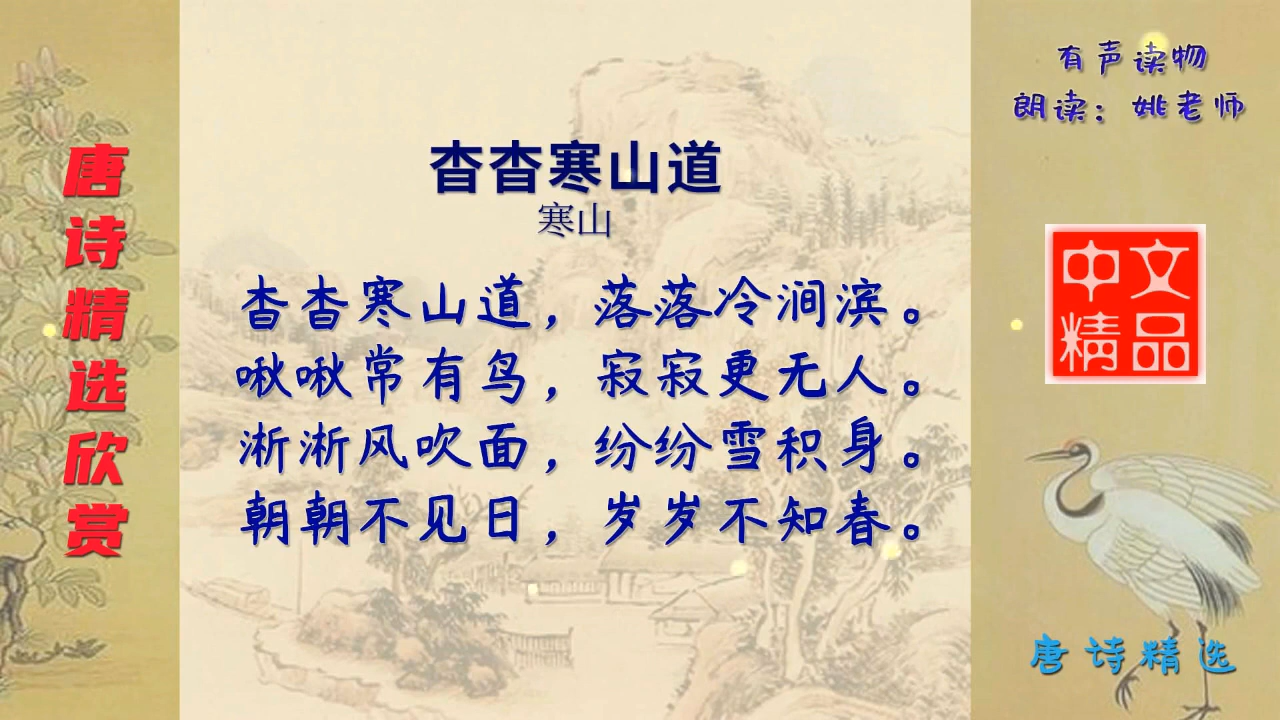 唐诗精选欣赏
杳杳寒山道
寒山
杳杳寒山道，落落冷涧滨。
啾啾常有鸟，寂寂更无人。
淅淅风吹面，纷纷雪积身。
朝朝不见日，岁岁不知春。
有声读物
朗读：姚老师
中文
精品
唐诗精选